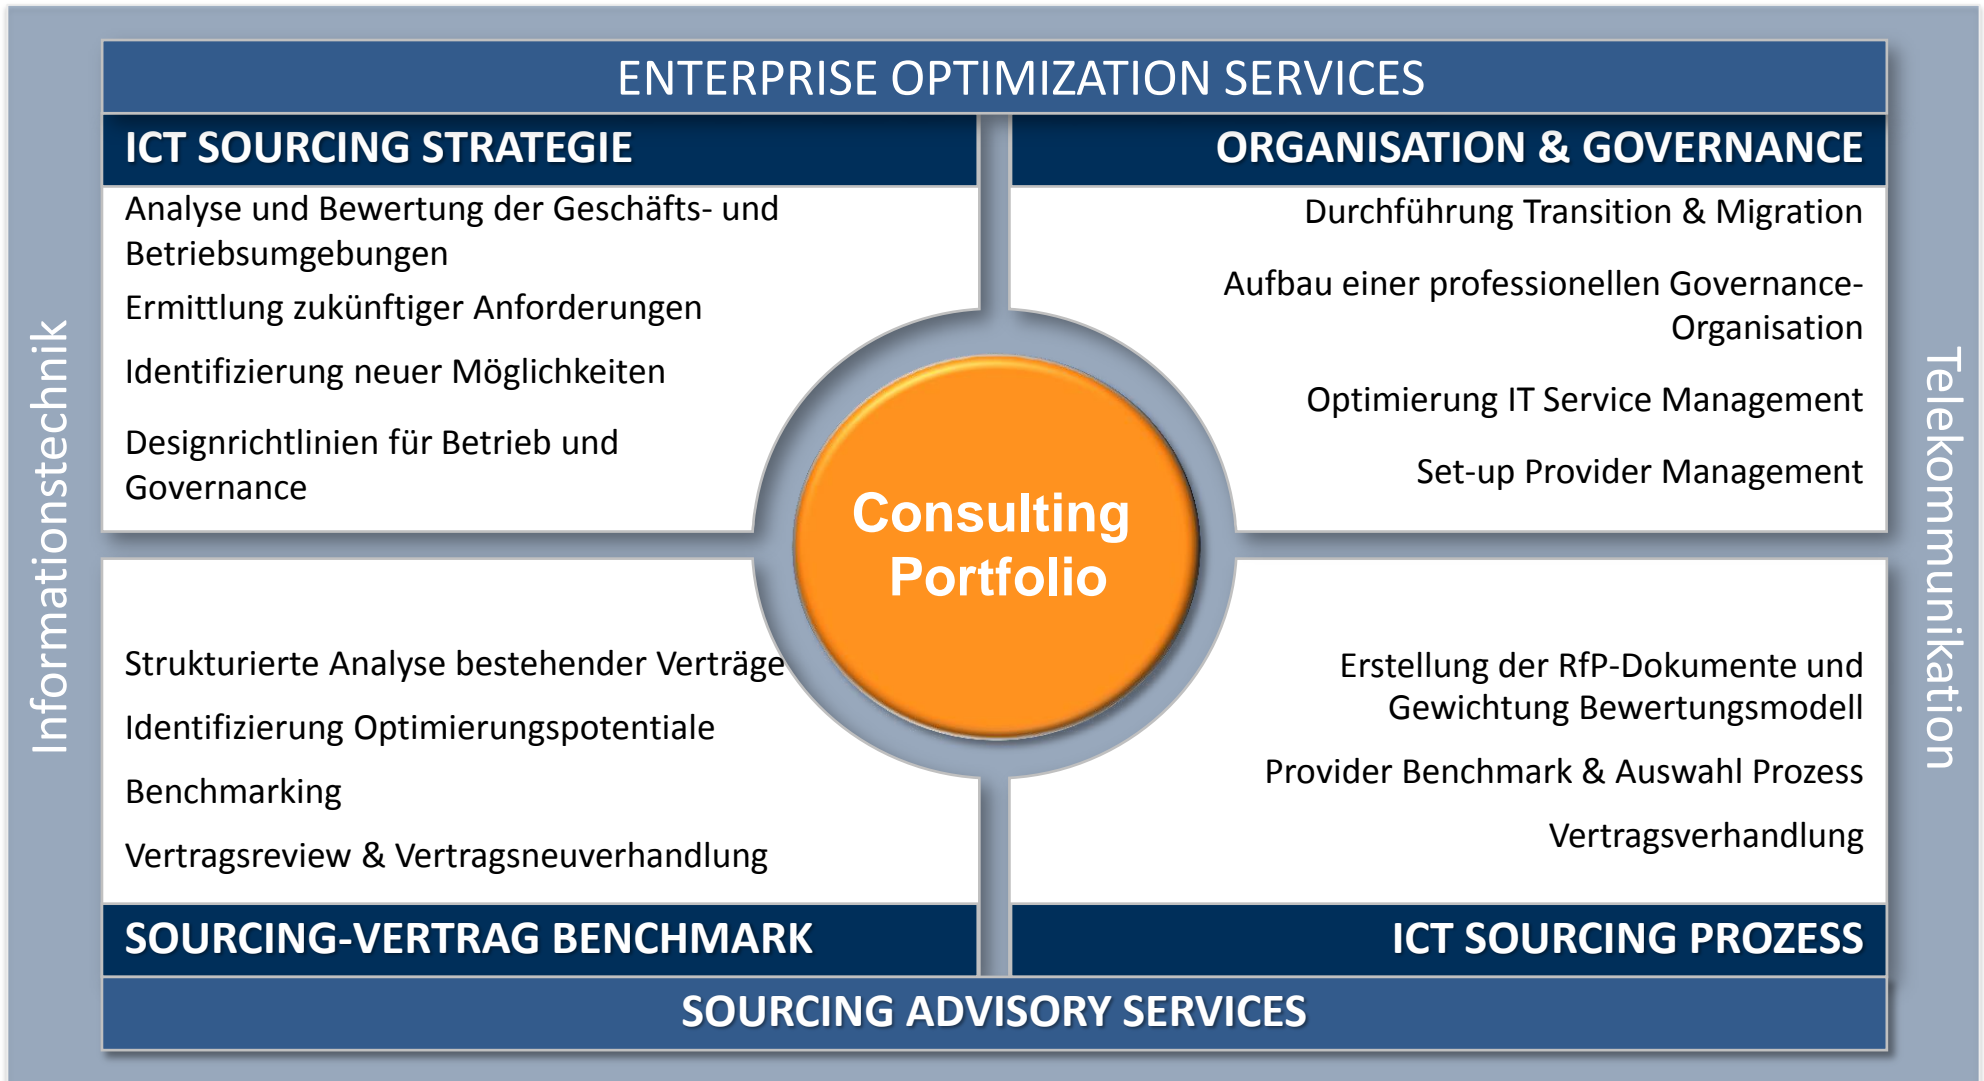 ENTERPRISE OPTIMIZATION SERVICES
ICT SOURCING STRATEGIE
Analyse und Bewertung der Geschäfts- und
Betriebsumgebungen
Ermittlung zukünftiger Anforderungen
Identifizierung neuer Möglichkeiten
Designrichtlinien für Betrieb und
Governance
ORGANISATION & GOVERNANCE
Durchführung Transition & Migration
Aufbau einer professionellen Governance-
Organisation
Optimierung IT Service Management
Set-up Provider Management
Informationstechnik
Consulting
Portfolio
Telekommunikation
Strukturierte Analyse bestehender Verträge
Identifizierung Optimierungspotentiale
Benchmarking
Vertragsreview & Vertragsneuverhandlung
SOURCING-VERTRAG BENCHMARK
Erstellung der RfP-Dokumente und
Gewichtung Bewertungsmodell
Provider Benchmark & Auswahl Prozess
Vertragsverhandlung
ICT SOURCING PROZESS
SOURCING ADVISORY SERVICES